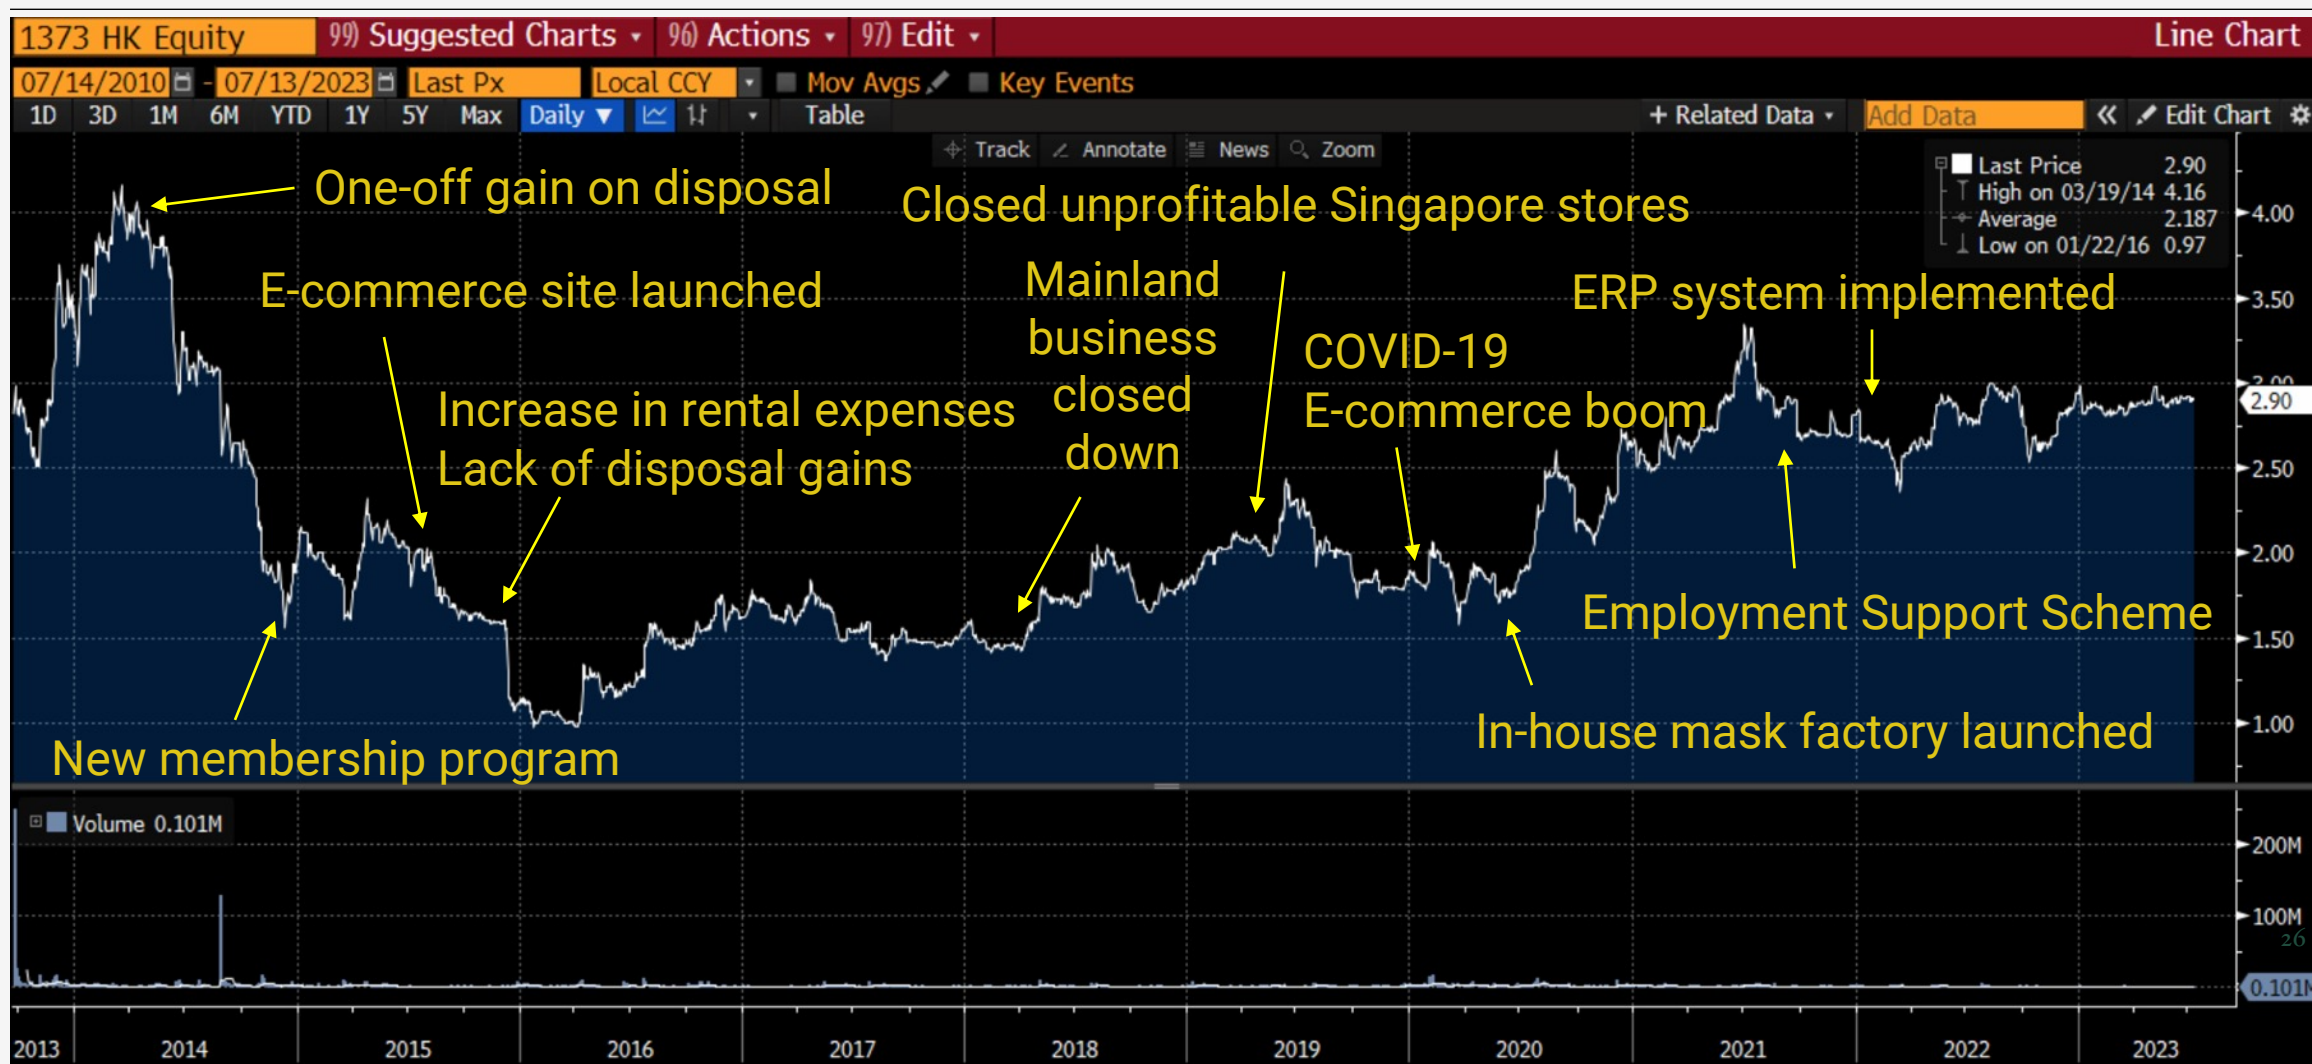 1373 HK Equity 99) Suggested Charts 96) Actions 97) Edit Line Chart
07/14/2010 - 07/13/2023 Last Px Local CCY Mov Avgs Key Events
1D 3D 1M 6M YTD 1Y 5Y Max Daily ▼ Table + Related Data Add Data « Edit Chart
Track Annotate News Zoom
Last Price 2.90
High on 03/19/14 4.16
Average 2.187
Low on 01/22/16 0.97
One-off gain on disposal
Closed unprofitable Singapore stores
E-commerce site launched
Mainland
business
closed
down
ERP system implemented
COVID-19
E-commerce boom
Increase in rental expenses
Lack of disposal gains
Employment Support Scheme
In-house mask factory launched
New membership program
4.00
3.50
3.00
2.90
2.50
2.00
1.50
1.00
Volume 0.101M
200M
100M
26
0.101M
2013 2014 2015 2016 2017 2018 2019 2020 2021 2022 2023